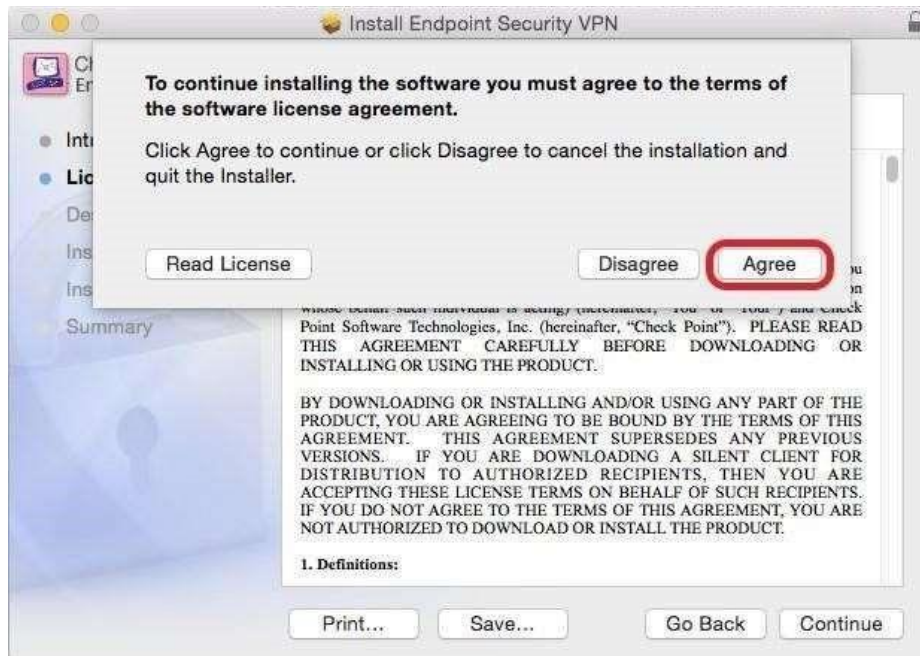 Install Endpoint Security VPN
Ch
En
To continue installing the software you must agree to the terms of
the software license agreement.
Click Agree to continue or click Disagree to cancel the installation and
quit the Installer.
Read License
Disagree
Agree
Intr
Lic
Des
Ins
Ins
Summary
Point Software Technologies, Inc. (hereinafter, “Check Point”). PLEASE READ
THIS AGREEMENT CAREFULLY BEFORE DOWNLOADING OR
INSTALLING OR USING THE PRODUCT.
BY DOWNLOADING OR INSTALLING AND/OR USING ANY PART OF THE
PRODUCT, YOU ARE AGREEING TO BE BOUND BY THE TERMS OF THIS
AGREEMENT. THIS AGREEMENT SUPERSEDES ANY PREVIOUS
VERSIONS. IF YOU ARE DOWNLOADING A SILENT CLIENT FOR
DISTRIBUTION TO AUTHORIZED RECIPIENTS, THEN YOU ARE
ACCEPTING THESE LICENSE TERMS ON BEHALF OF SUCH RECIPIENTS.
IF YOU DO NOT AGREE TO THE TERMS OF THIS AGREEMENT, YOU ARE
NOT AUTHORIZED TO DOWNLOAD OR INSTALL THE PRODUCT.
1. Definitions:
Print...
Save...
Go Back
Continue